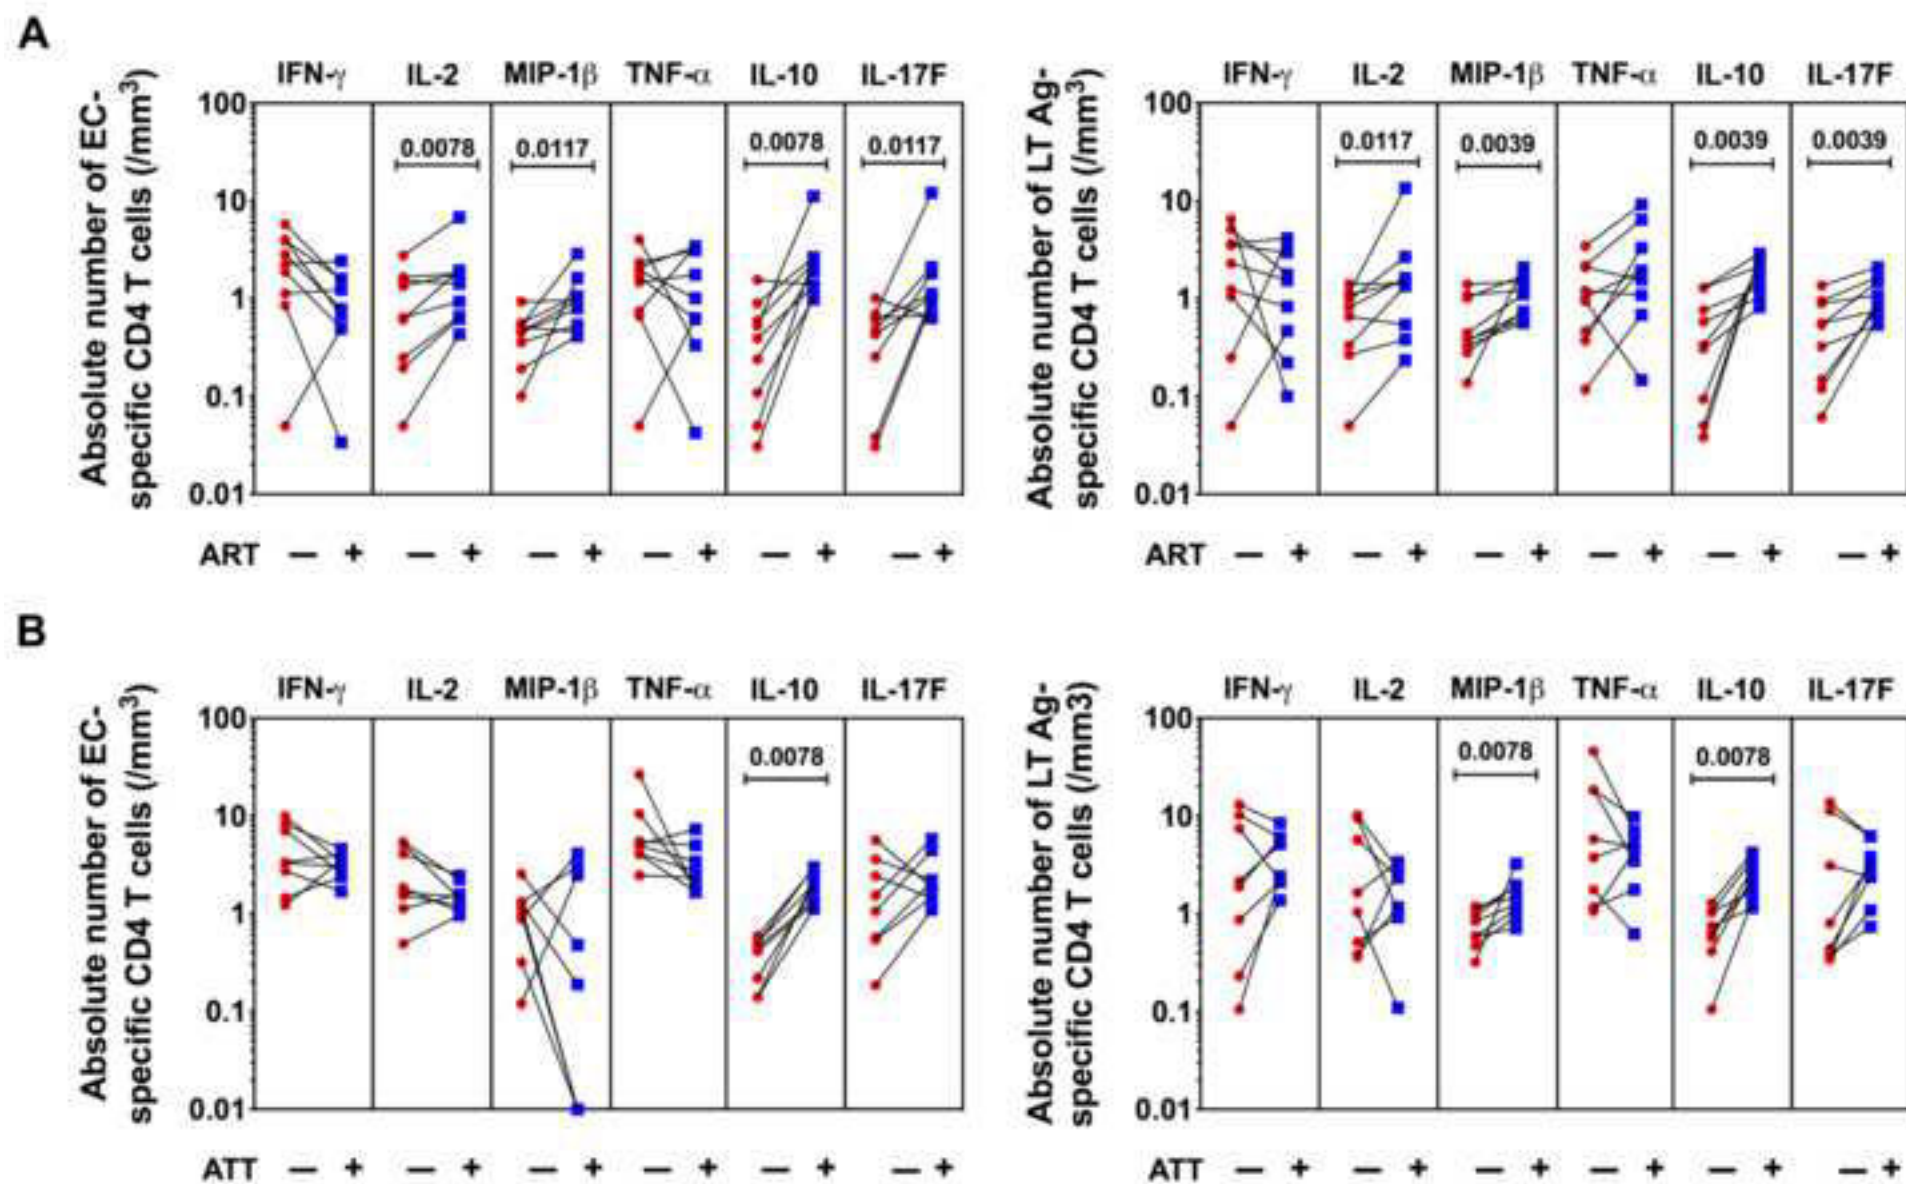 A
IFN-γ IL-2 MIP-1β TNF-α IL-10 IL-17F
Absolute number of EC-
specific CD4 T cells (/mm³)
100
10
1
0.1
0.01
0.0078 0.0117 0.0078 0.0117
ART — + — + — + — + — + — +
IFN-γ IL-2 MIP-1β TNF-α IL-10 IL-17F
Absolute number of LT Ag-
specific CD4 T cells (/mm³)
100
10
1
0.1
0.01
0.0117 0.0039 0.0039 0.0039
ART — + — + — + — + — + — +
B
IFN-γ IL-2 MIP-1β TNF-α IL-10 IL-17F
Absolute number of EC-
specific CD4 T cells (/mm³)
100
10
1
0.1
0.01
0.0078
ATT — + — + — + — + — + — +
IFN-γ IL-2 MIP-1β TNF-α IL-10 IL-17F
Absolute number of LT Ag-
specific CD4 T cells (/mm3)
100
10
1
0.1
0.01
0.0078 0.0078
ATT — + — + — + — + — + — +